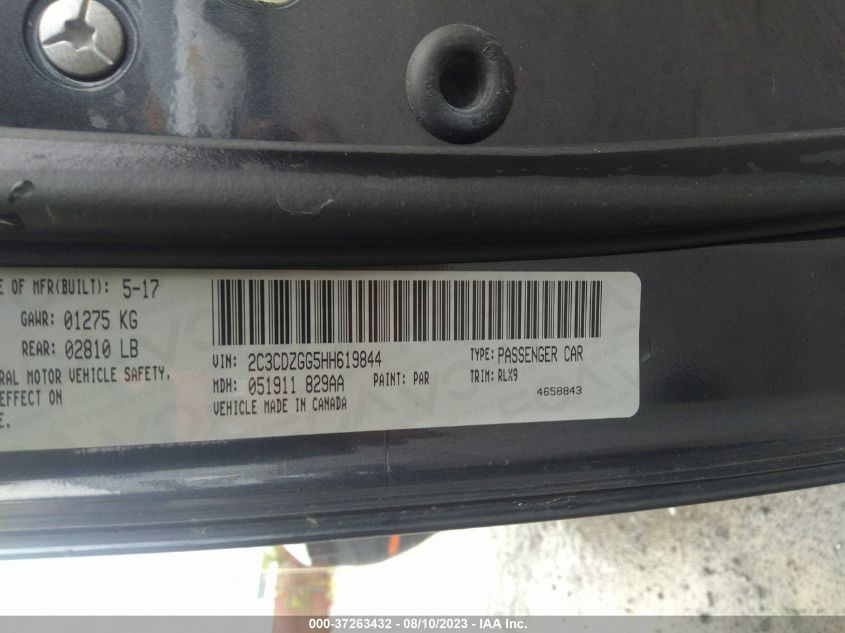 E OF MFR(BUILT): 5-17
GAWR: 01275 KG
REAR: 02810 LB
RAL MOTOR VEHICLE SAFETY,
EFFECT ON
E.
VIN: 2C3CDZGG5HH619844
TYPE: PASSENGER CAR
MDH: 051911 829AA
PAINT: PAR
TRIM: RLX9
VEHICLE MADE IN CANADA
4658843
000-37263432 - 08/10/2023 - IAA Inc.